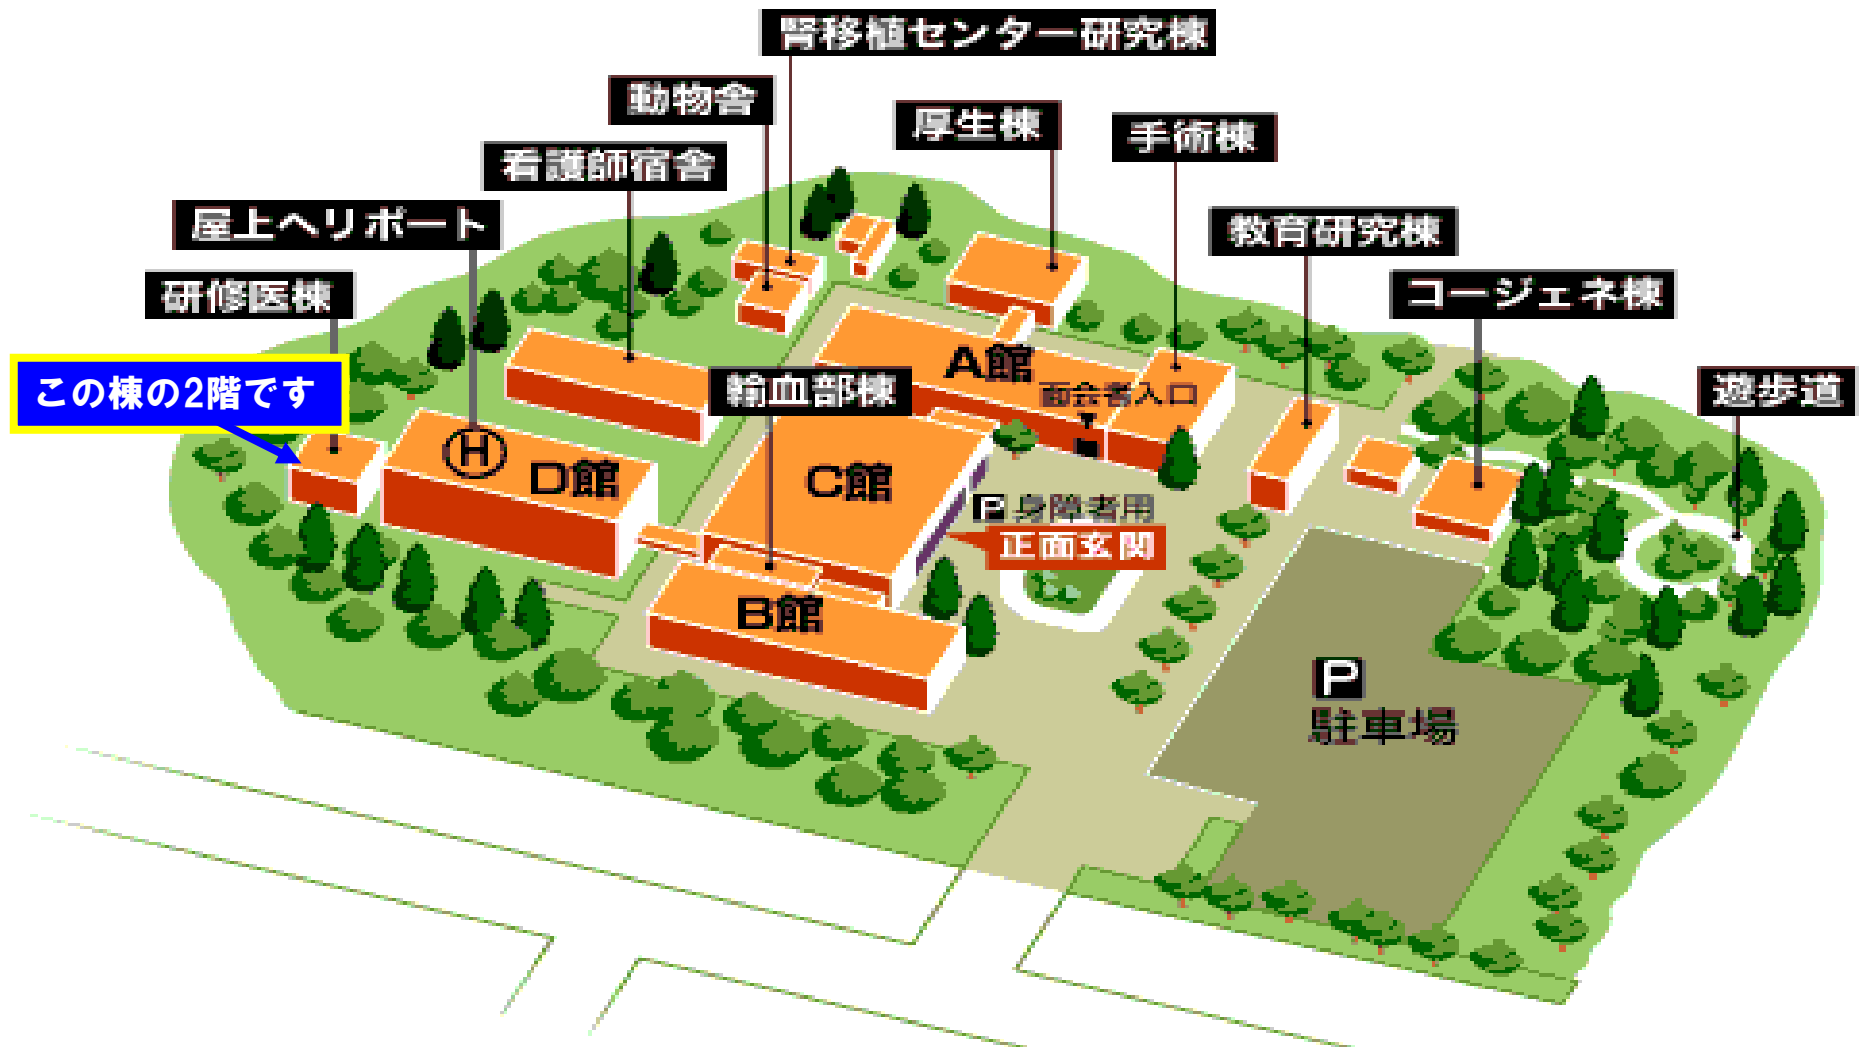 腎移植センター研究棟
動物舎
厚生棟
手術棟
看護師宿舎
屋上ヘリポート
教育研究棟
研修医棟
コージェネ棟
この棟の2階です
A館
輸血部棟
面会者入口
遊歩道
H
D館
C館
P 身障者用
正面玄関
B館
P
駐車場